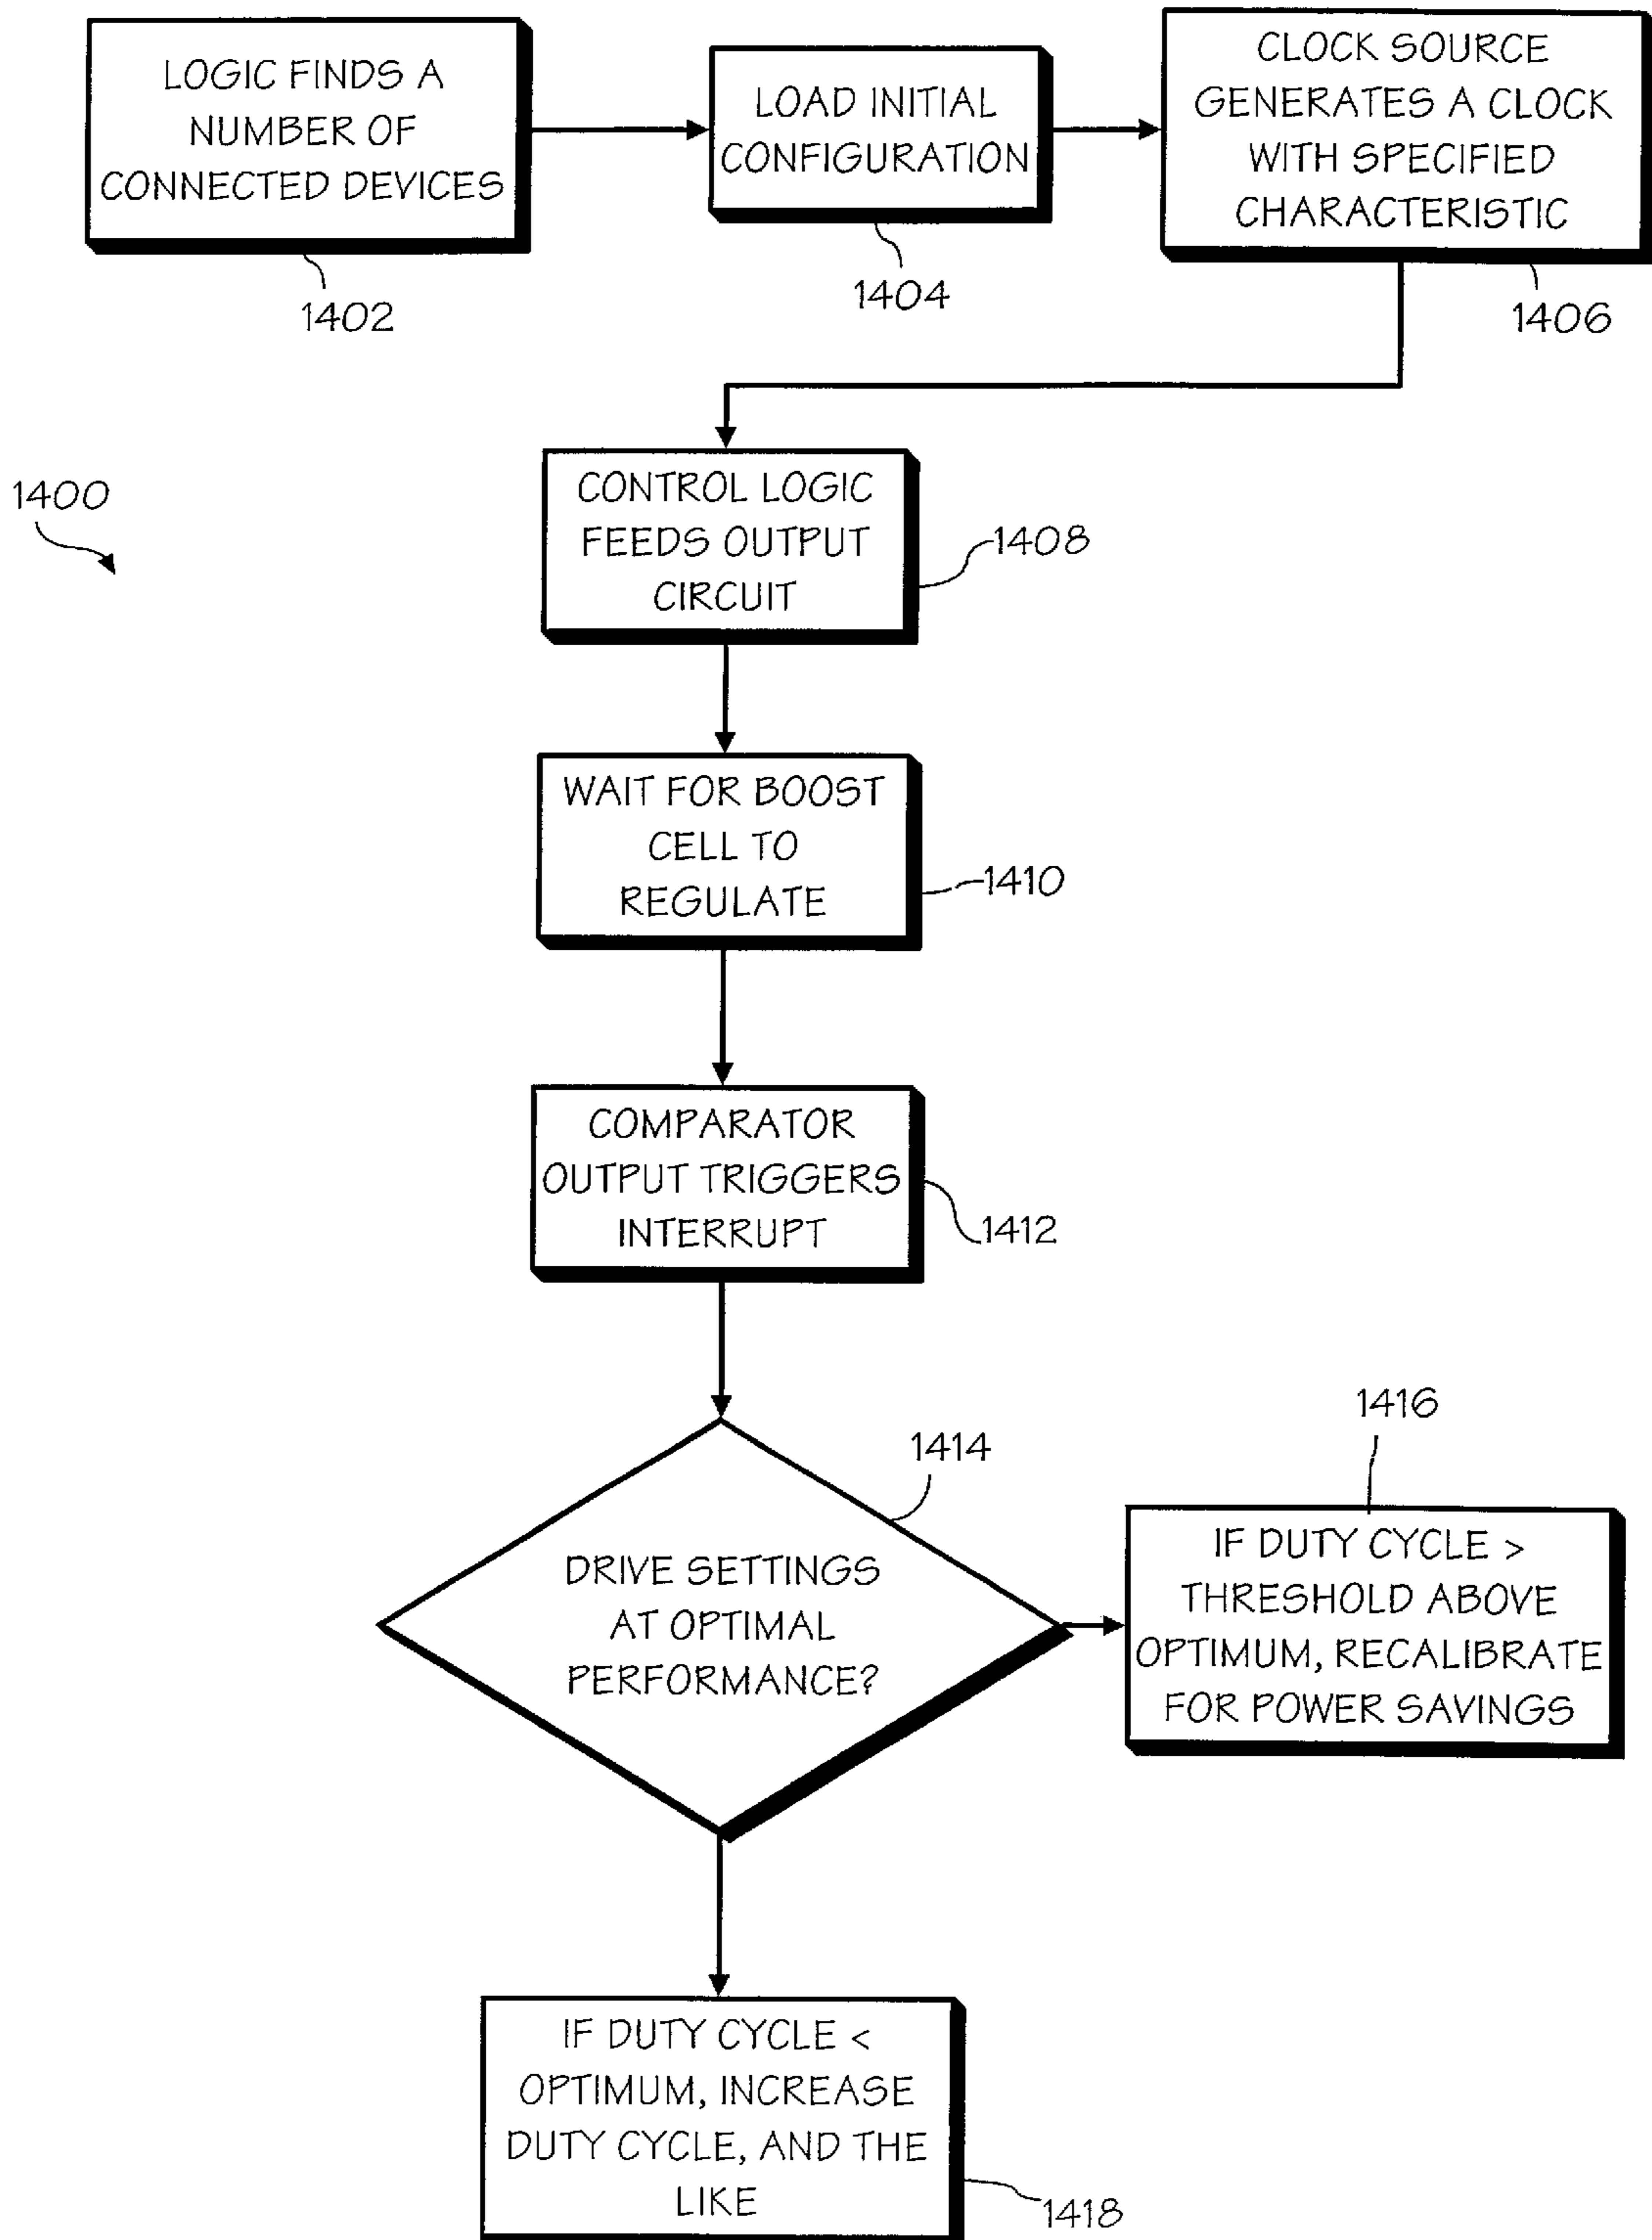 LOGIC FINDS A
NUMBER OF
CONNECTED DEVICES
1402
LOAD INITIAL
CONFIGURATION
1404
CLOCK SOURCE
GENERATES A CLOCK
WITH SPECIFIED
CHARACTERISTIC
1406
1400
CONTROL LOGIC
FEEDS OUTPUT
CIRCUIT
1408
WAIT FOR BOOST
CELL TO
REGULATE
1410
COMPARATOR
OUTPUT TRIGGERS
INTERRUPT
1412
DRIVE SETTINGS
AT OPTIMAL
PERFORMANCE?
1414
1416
IF DUTY CYCLE >
THRESHOLD ABOVE
OPTIMUM, RECALIBRATE
FOR POWER SAVINGS
IF DUTY CYCLE <
OPTIMUM, INCREASE
DUTY CYCLE, AND THE
LIKE
1418